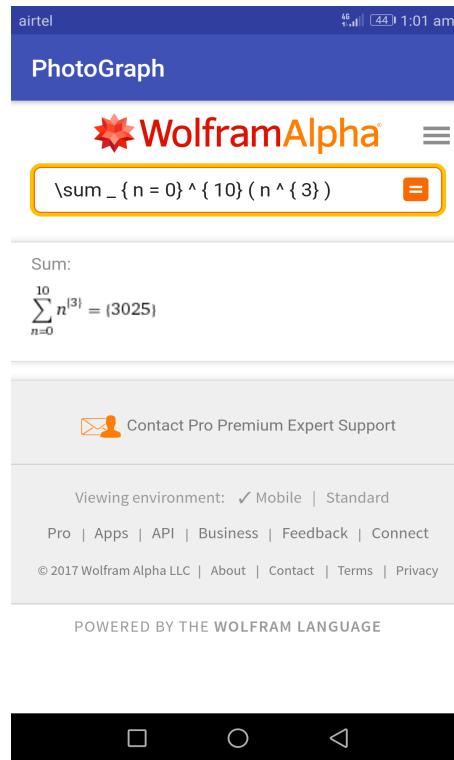 airtel 4G 44 1:01 am
PhotoGraph
WolframAlpha
\sum _ { n = 0} ^ { 10} ( n ^ { 3} ) =
Sum:
10
∑ n^{3} = {3025}
n=0
Contact Pro Premium Expert Support
Viewing environment: ✓ Mobile | Standard
Pro | Apps | API | Business | Feedback | Connect
© 2017 Wolfram Alpha LLC | About | Contact | Terms | Privacy
POWERED BY THE WOLFRAM LANGUAGE